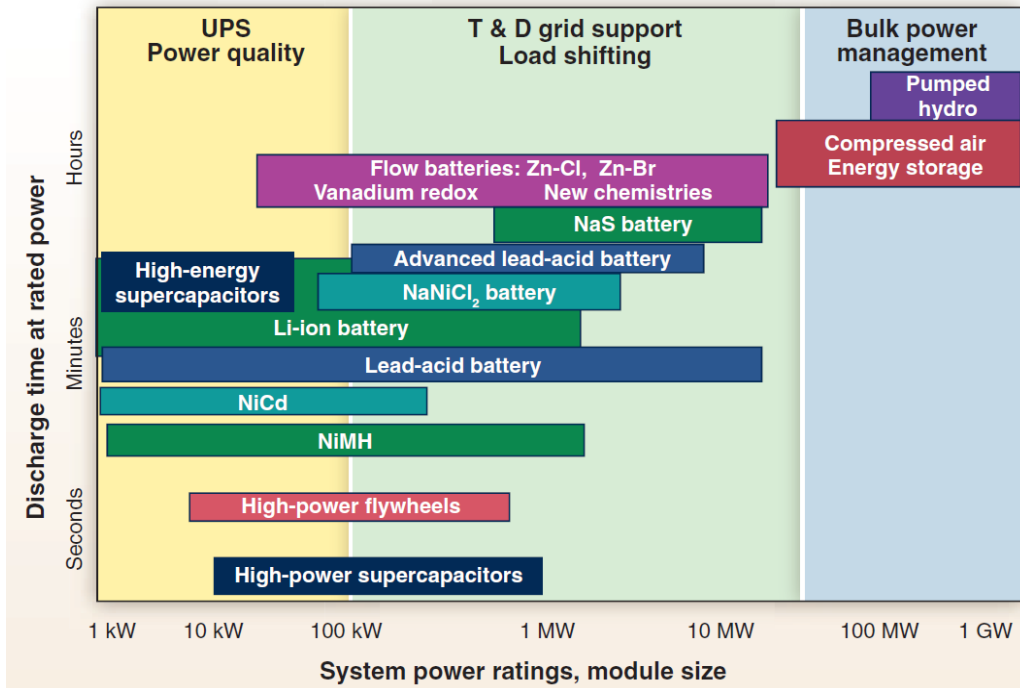 UPS
Power quality
T & D grid support
Load shifting
Bulk power
management
Pumped
hydro
Compressed air
Energy storage
Flow batteries: Zn-Cl, Zn-Br
Vanadium redox New chemistries
NaS battery
Advanced lead-acid battery
High-energy
supercapacitors
NaNiCl₂ battery
Li-ion battery
Lead-acid battery
NiCd
NiMH
High-power flywheels
High-power supercapacitors
Discharge time at rated power
Hours
Minutes
Seconds
1 kW 10 kW 100 kW 1 MW 10 MW 100 MW 1 GW
System power ratings, module size